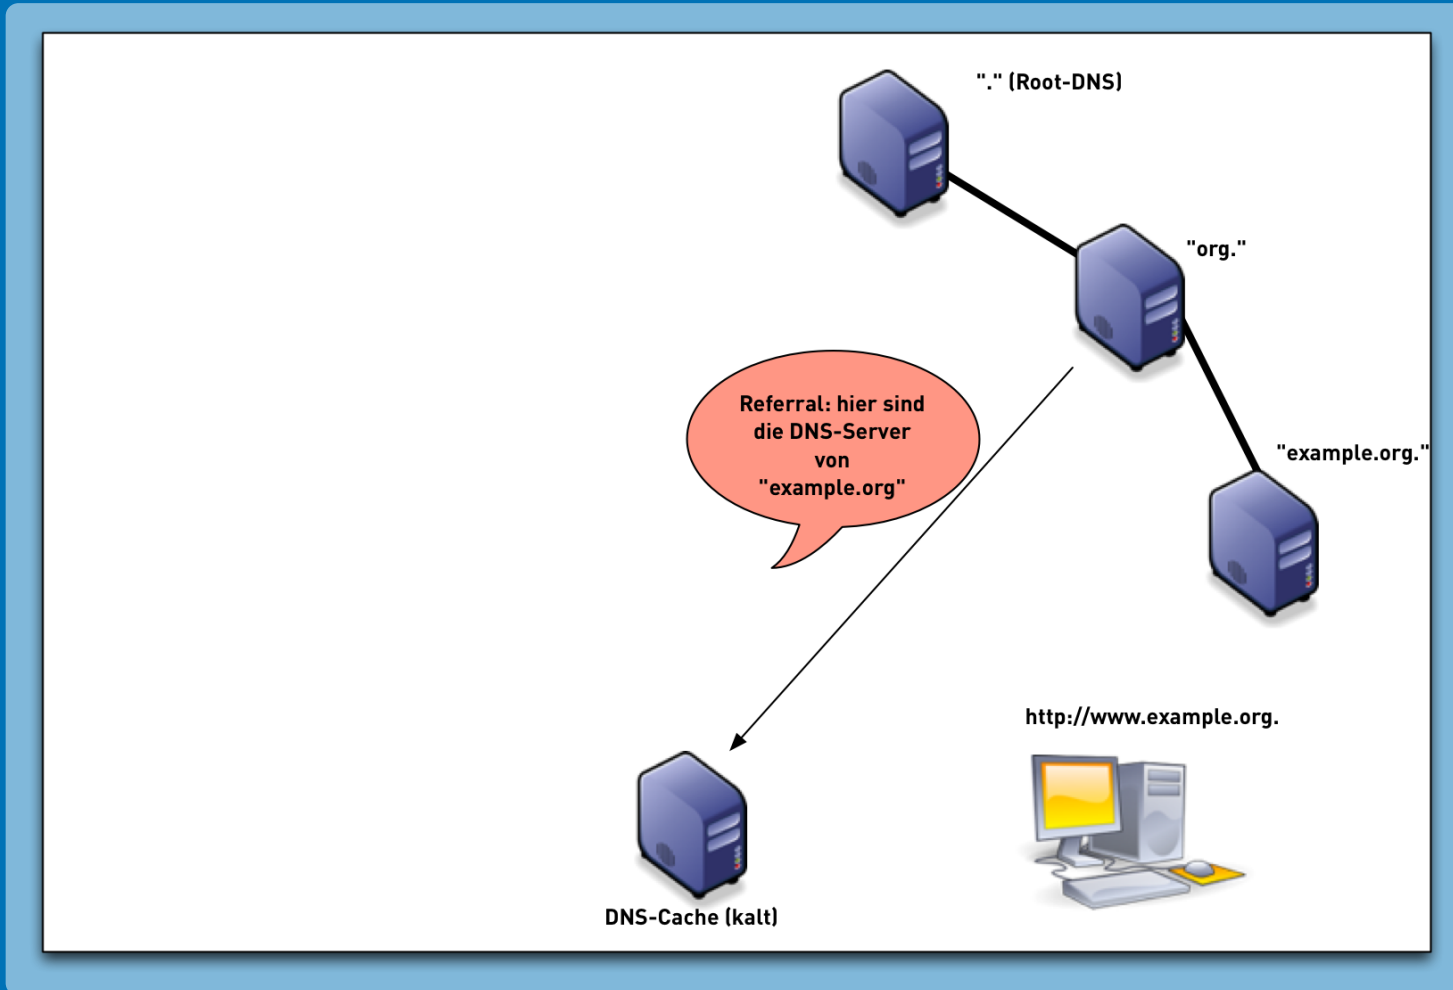 "." (Root-DNS)
"org."
Referral: hier sind
die DNS-Server
von
"example.org"
"example.org."
http://www.example.org.
DNS-Cache (kalt)